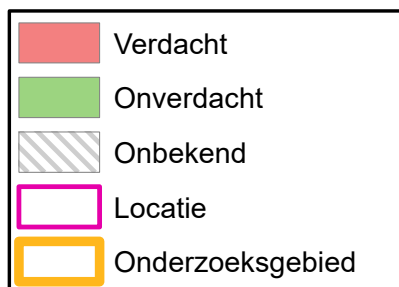 Verdacht
Onverdacht
Onbekend
Locatie
Onderzoeksgebied